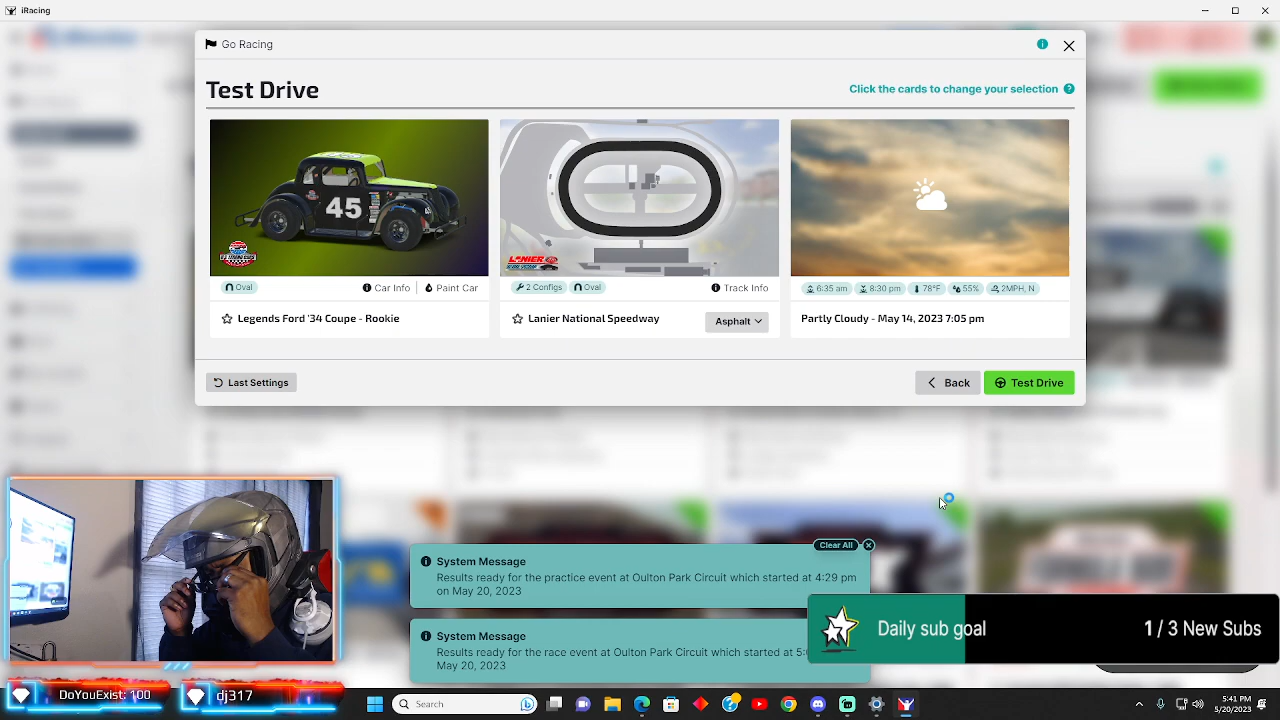 iRacing
Go Racing
Test Drive
Click the cards to change your selection
45
LANIER
Oval
Car Info
Paint Car
2 Configs
Oval
Track Info
6:35 am
8:30 pm
78°F
55%
2MPH, N
Legends Ford '34 Coupe - Rookie
Lanier National Speedway
Asphalt
Partly Cloudy - May 14, 2023 7:05 pm
Last Settings
Back
Test Drive
Clear All
System Message
Results ready for the practice event at Oulton Park Circuit which started at 4:29 pm
on May 20, 2023
System Message
Results ready for the race event at Oulton Park Circuit which started at 5:0
May 20, 2023
Daily sub goal
1 / 3 New Subs
DoYouExist: 100
dj317
Search
5:41 PM
5/20/2023